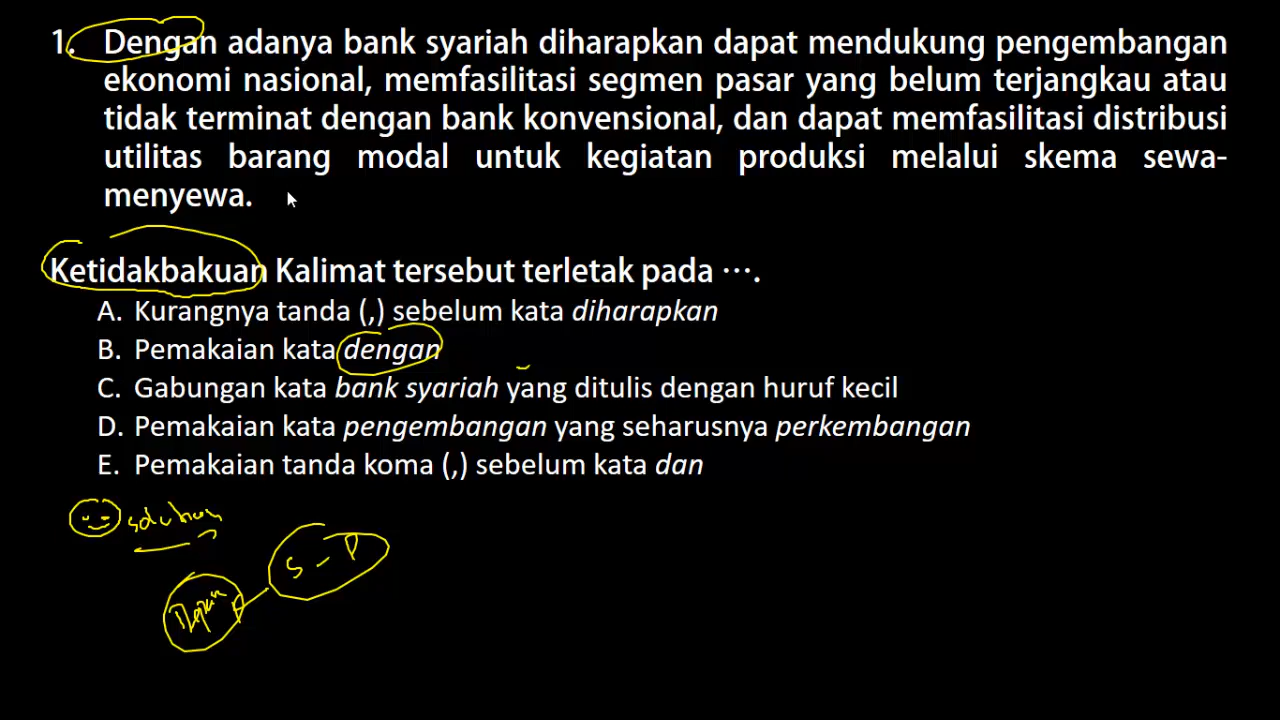 1. Dengan adanya bank syariah diharapkan dapat mendukung pengembangan
ekonomi nasional, memfasilitasi segmen pasar yang belum terjangkau atau
tidak terminat dengan bank konvensional, dan dapat memfasilitasi distribusi
utilitas barang modal untuk kegiatan produksi melalui skema sewa-
menyewa.
Ketidakbakuan Kalimat tersebut terletak pada ….
A. Kurangnya tanda (,) sebelum kata diharapkan
B. Pemakaian kata dengan
C. Gabungan kata bank syariah yang ditulis dengan huruf kecil
D. Pemakaian kata pengembangan yang seharusnya perkembangan
E. Pemakaian tanda koma (,) sebelum kata dan
S - P